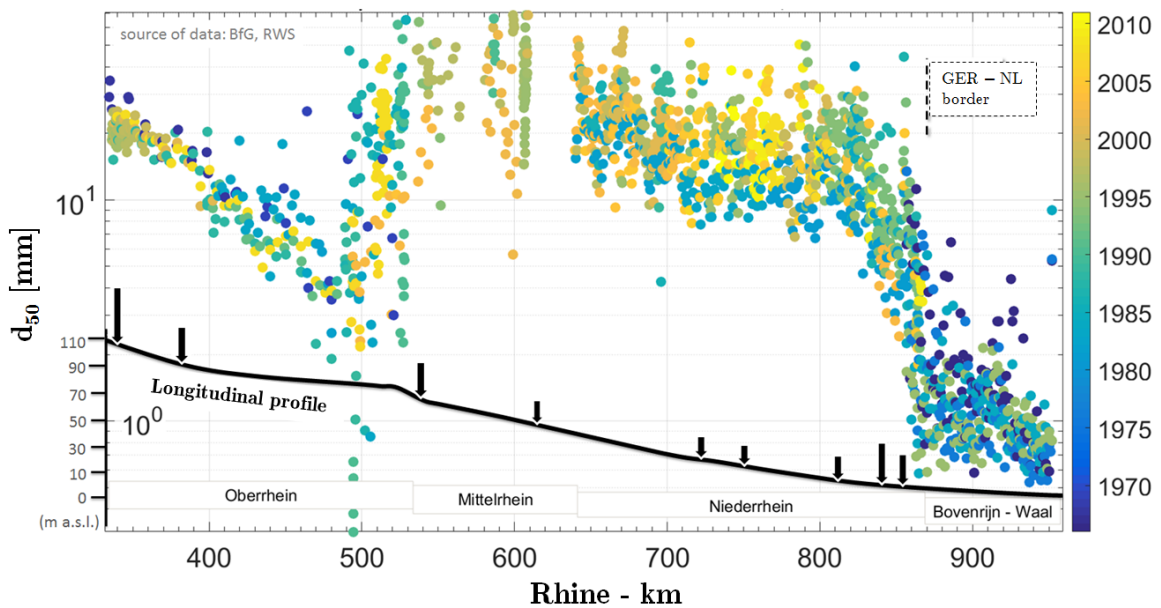 source of data: BfG, RWS
GER – NL
border
10¹
d₅₀ [mm]
110
90
70
50
30
10
0
(m a.s.l.)
Longitudinal profile
10⁰
Oberrhein
Mittelrhein
Niederrhein
Bovenrijn - Waal
400
500
600
700
800
900
Rhine - km
2010
2005
2000
1995
1990
1985
1980
1975
1970